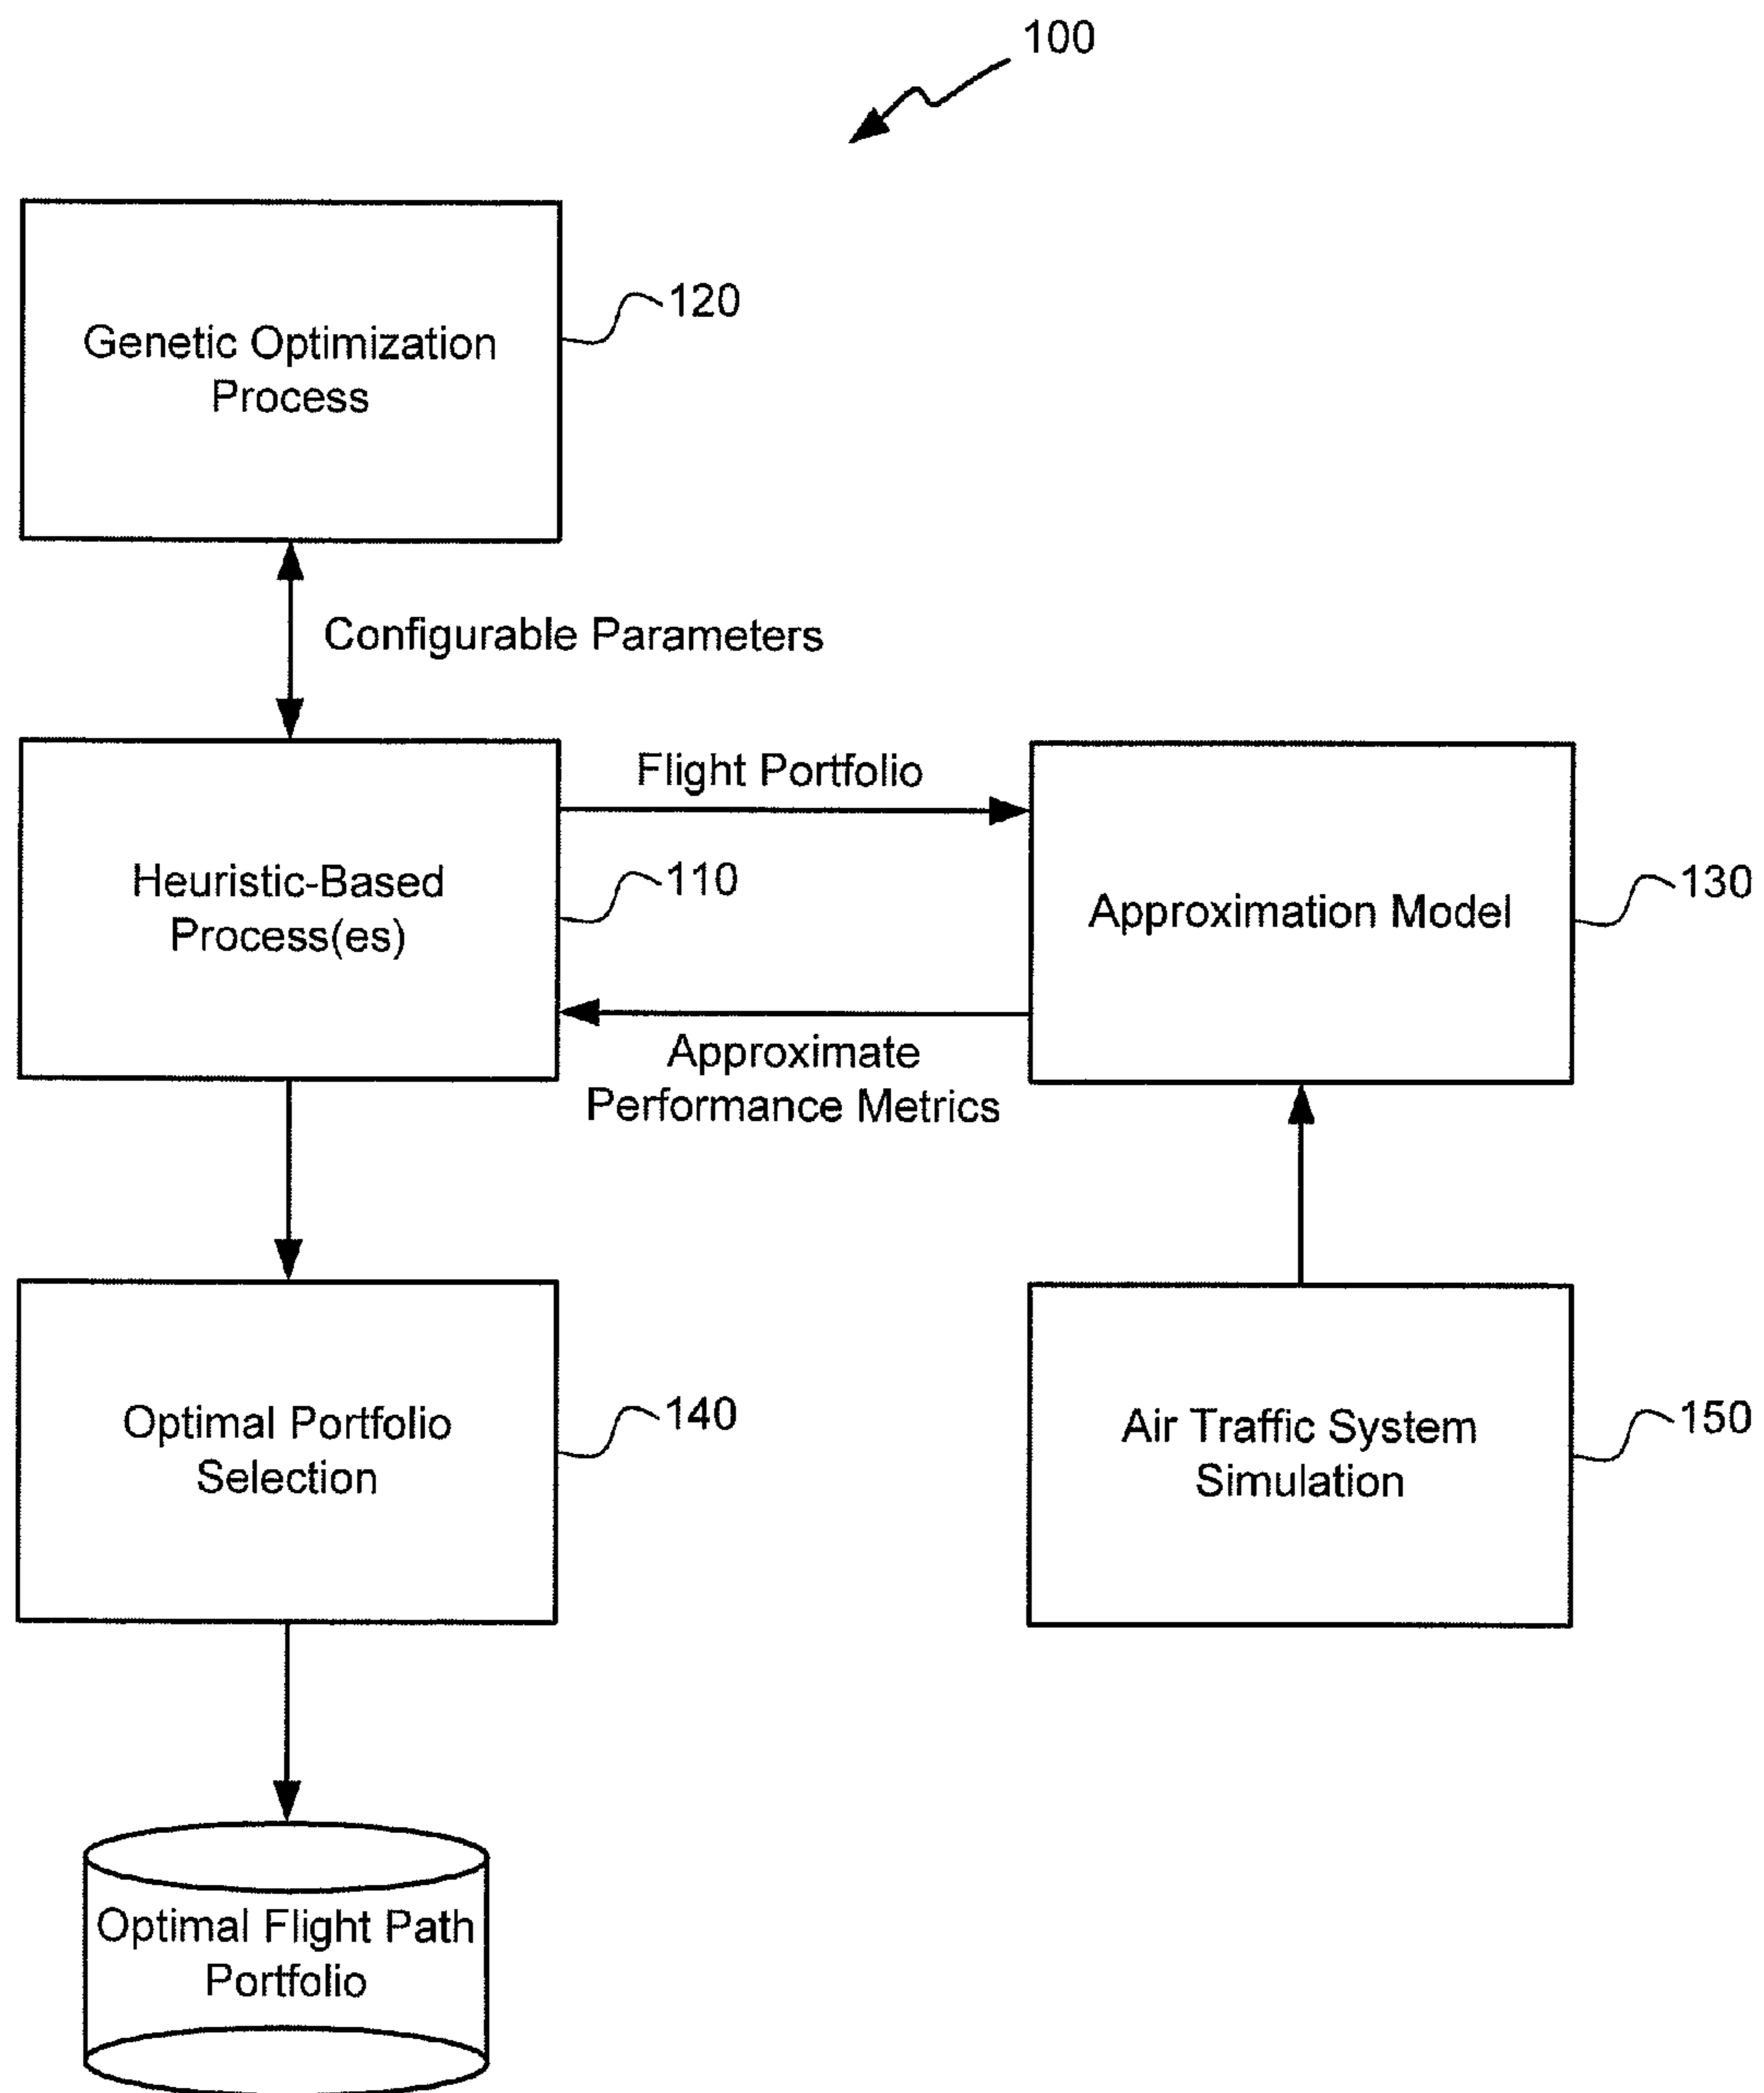 100
Genetic Optimization
Process
120
Configurable Parameters
Flight Portfolio
Heuristic-Based
Process(es)
110
Approximation Model
130
Approximate
Performance Metrics
Optimal Portfolio
Selection
140
Air Traffic System
Simulation
150
Optimal Flight Path
Portfolio